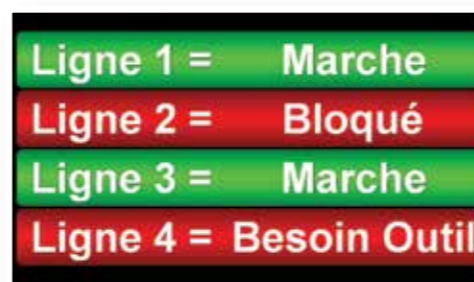 Ligne 1 = Marche
Ligne 2 = Bloqué
Ligne 3 = Marche
Ligne 4 = Besoin Outil